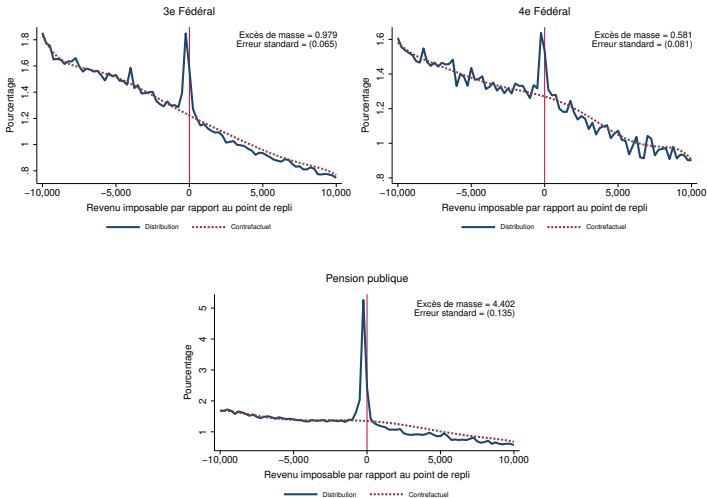 3e Fédéral
Excès de masse = 0.979
Erreur standard = (0.065)
Pourcentage
1.8
1.6
1.4
1.2
1
.8
−10,000 −5,000 0 5,000 10,000
Revenu imposable par rapport au point de repli
Distribution Contrefactuel
4e Fédéral
Excès de masse = 0.581
Erreur standard = (0.081)
Pourcentage
1.6
1.4
1.2
1
.8
−10,000 −5,000 0 5,000 10,000
Revenu imposable par rapport au point de repli
Distribution Contrefactuel
Pension publique
Excès de masse = 4.402
Erreur standard = (0.135)
Pourcentage
5
4
3
2
1
−10,000 −5,000 0 5,000 10,000
Revenu imposable par rapport au point de repli
Distribution Contrefactuel